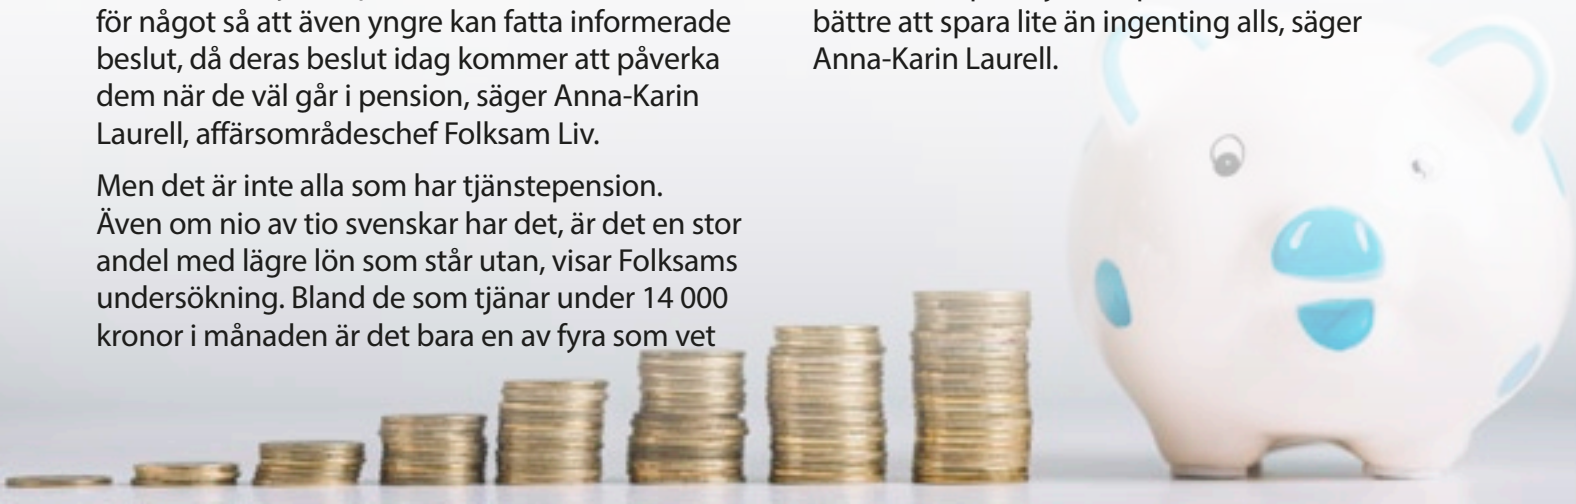 för något så att även yngre kan fatta informerade
beslut, då deras beslut idag kommer att påverka
dem när de väl går i pension, säger Anna-Karin
Laurell, affärsområdeschef Folksam Liv.
Men det är inte alla som har tjänstepension.
Även om nio av tio svenskar har det, är det en stor
andel med lägre lön som står utan, visar Folksams
undersökning. Bland de som tjänar under 14 000
kronor i månaden är det bara en av fyra som vet
bättre att spara lite än ingenting alls, säger
Anna-Karin Laurell.